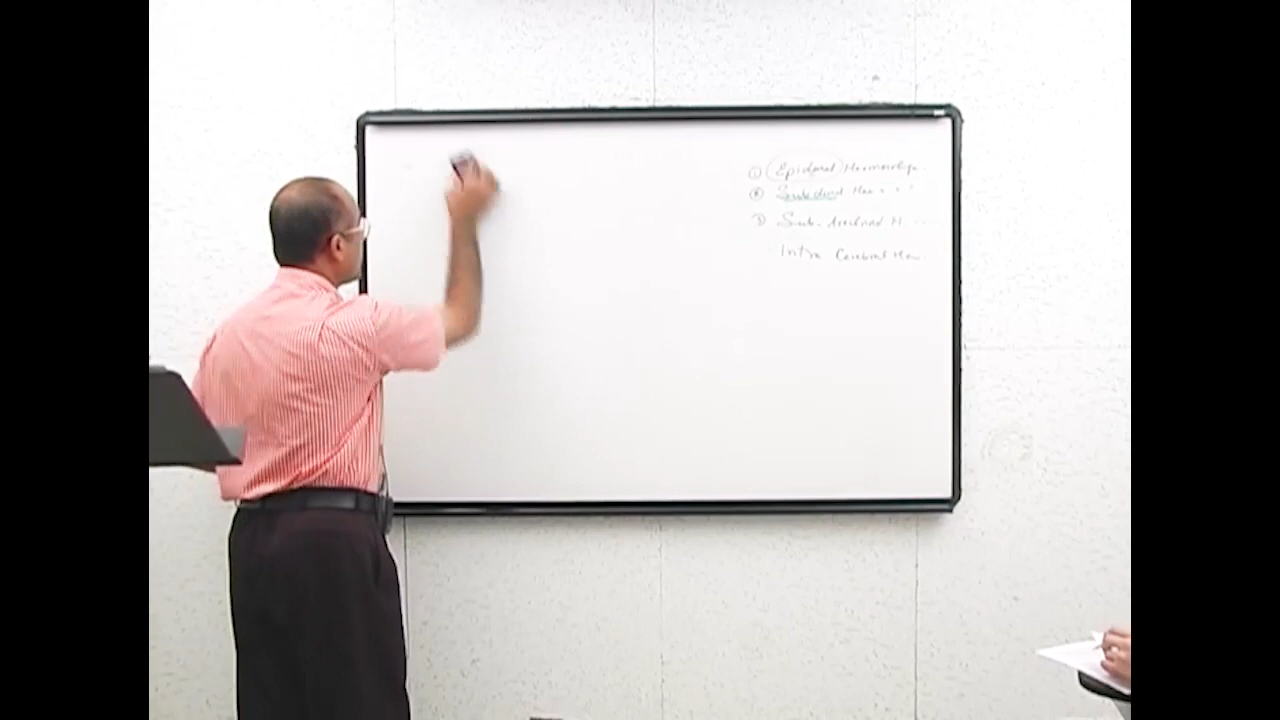 ① Epidural Haemorrhage
② Subdural Hae
③ Sub-Arachnoid H
Intra Cerebral Hae